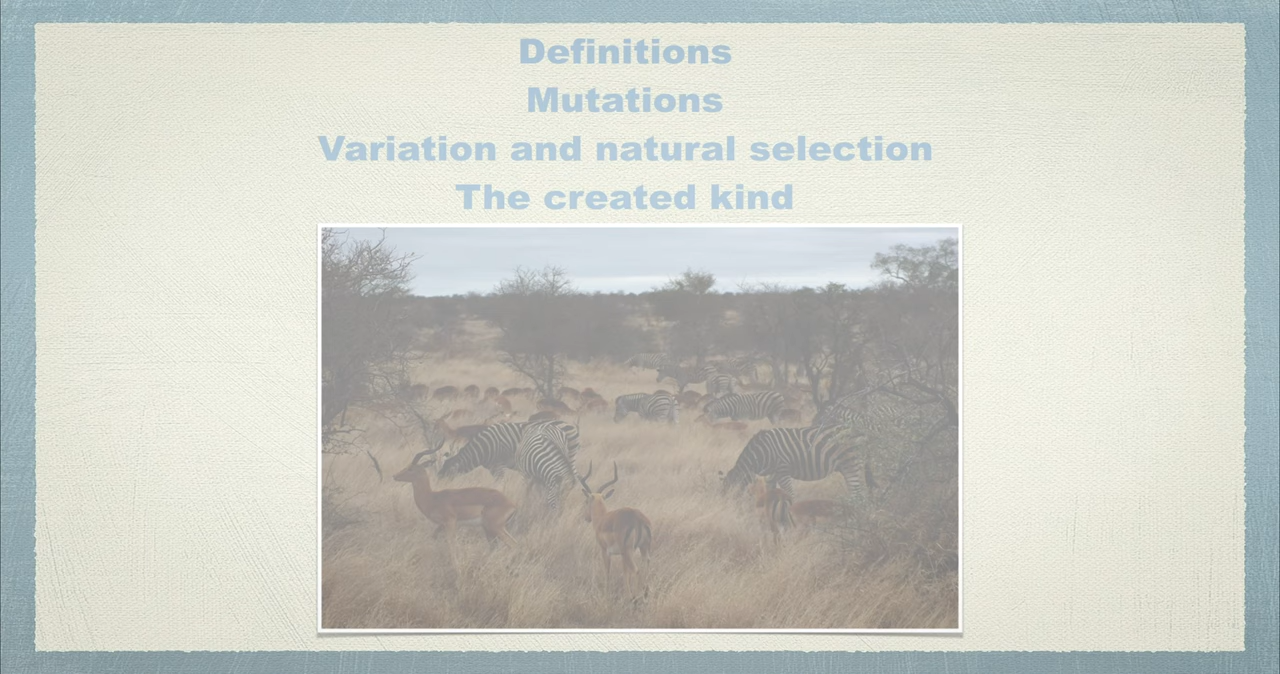 Definitions
Mutations
Variation and natural selection
The created kind